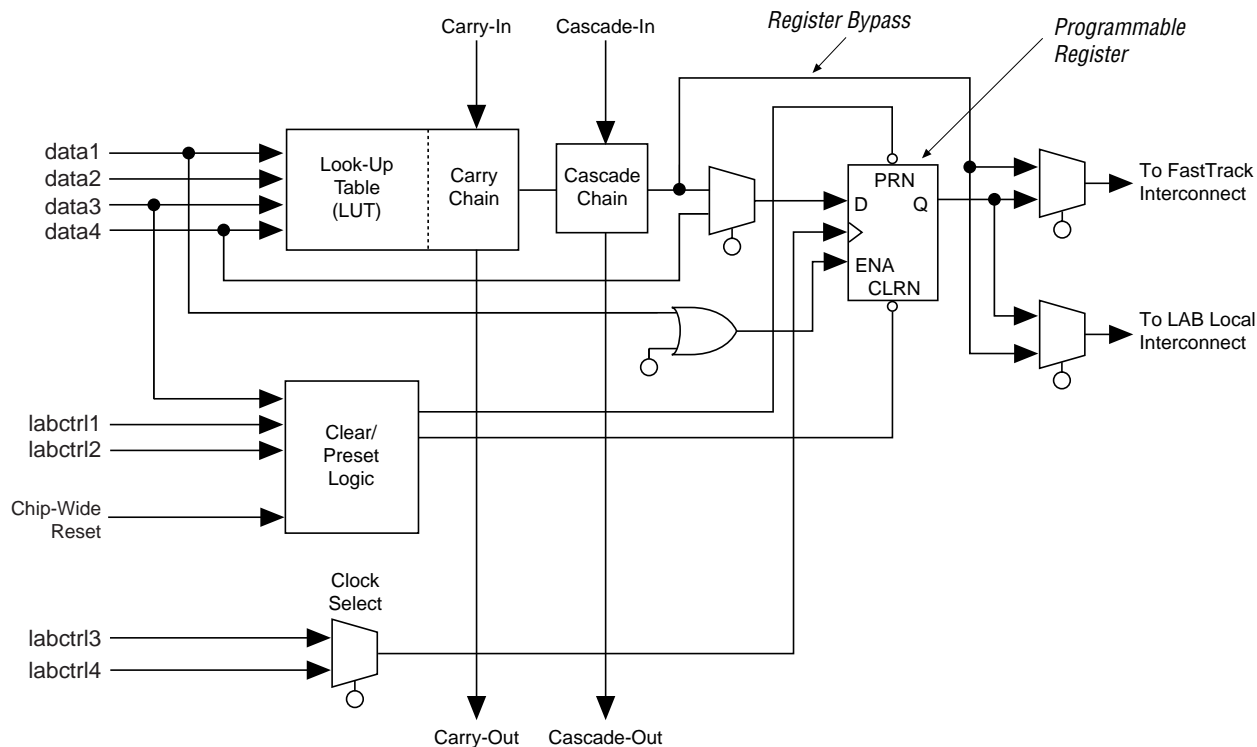 Carry-In
Cascade-In
Register Bypass
Programmable
Register
data1
data2
data3
data4
Look-Up
Table
(LUT)
Carry
Chain
Cascade
Chain
PRN
D
Q
ENA
CLRN
To FastTrack
Interconnect
To LAB Local
Interconnect
labctrl1
labctrl2
Chip-Wide
Reset
Clear/
Preset
Logic
Clock
Select
labctrl3
labctrl4
Carry-Out
Cascade-Out